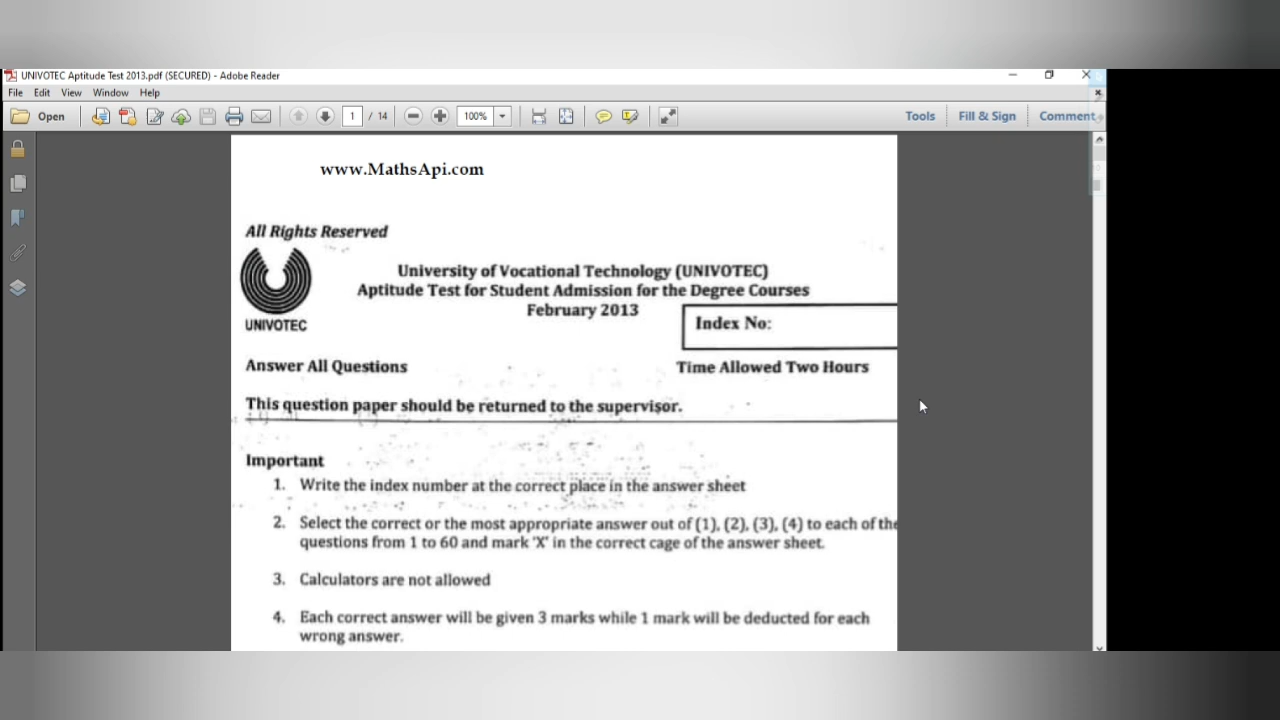 UNIVOTEC Aptitude Test 2013.pdf (SECURED) - Adobe Reader
File Edit View Window Help
Open 1 / 14 100% Tools Fill & Sign Comment
www.MathsApi.com
All Rights Reserved
University of Vocational Technology (UNIVOTEC)
Aptitude Test for Student Admission for the Degree Courses
February 2013
UNIVOTEC
Index No:
Answer All Questions Time Allowed Two Hours
This question paper should be returned to the supervisor.
Important
1. Write the index number at the correct place in the answer sheet
2. Select the correct or the most appropriate answer out of (1), (2), (3), (4) to each of the
questions from 1 to 60 and mark 'X' in the correct cage of the answer sheet.
3. Calculators are not allowed
4. Each correct answer will be given 3 marks while 1 mark will be deducted for each
wrong answer.